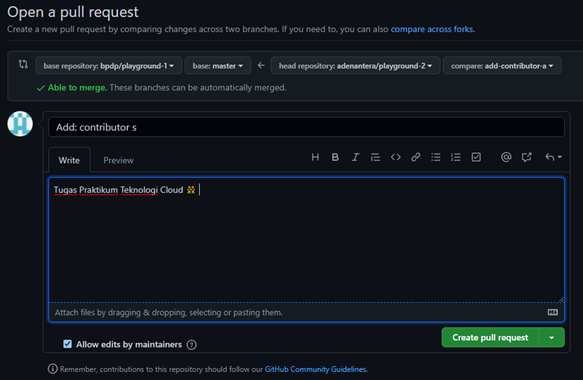 Open a pull request
Create a new pull request by comparing changes across two branches. If you need to, you can also compare across forks.
base repository: bpdp/playground-1 base: master head repository: adenantera/playground-2 compare: add-contributor-a
Able to merge. These branches can be automatically merged.
Add: contributor s
Write Preview
Tugas Praktikum Teknologi Cloud 👯
Attach files by dragging & dropping, selecting or pasting them.
Allow edits by maintainers
Create pull request
Remember, contributions to this repository should follow our GitHub Community Guidelines.